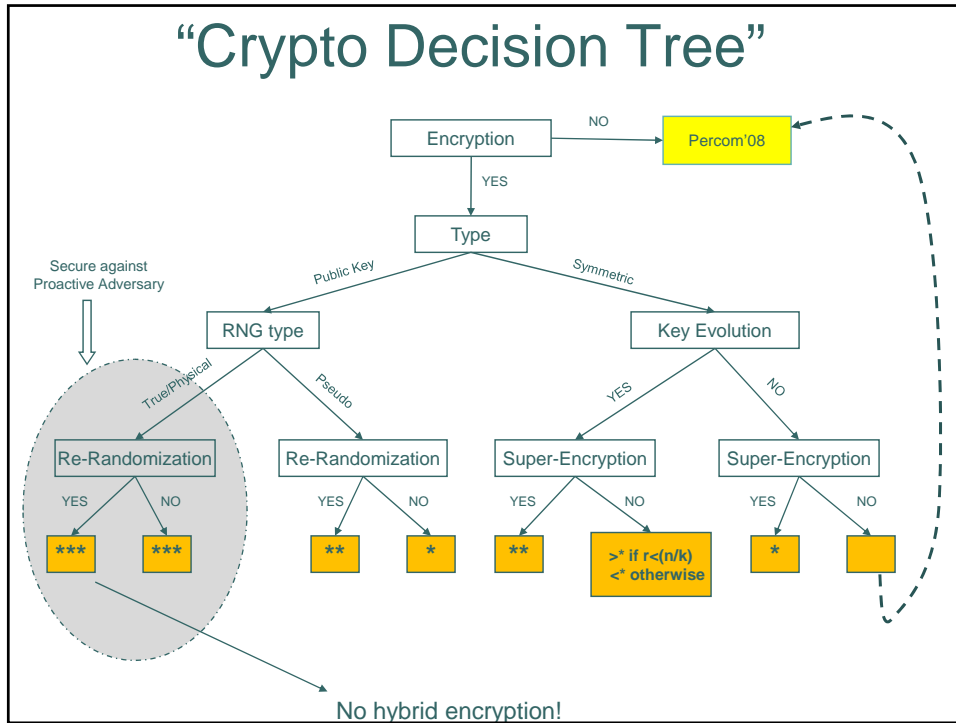 “Crypto Decision Tree”
Encryption
NO
Percom’08
YES
Type
Secure against
Proactive Adversary
Public Key
Symmetric
RNG type
Key Evolution
True/Physical
Pseudo
YES
NO
Re-Randomization
Re-Randomization
Super-Encryption
Super-Encryption
YES
NO
YES
NO
YES
NO
YES
NO
***
***
**
*
**
>* if r<(n/k)
<* otherwise
*
No hybrid encryption!